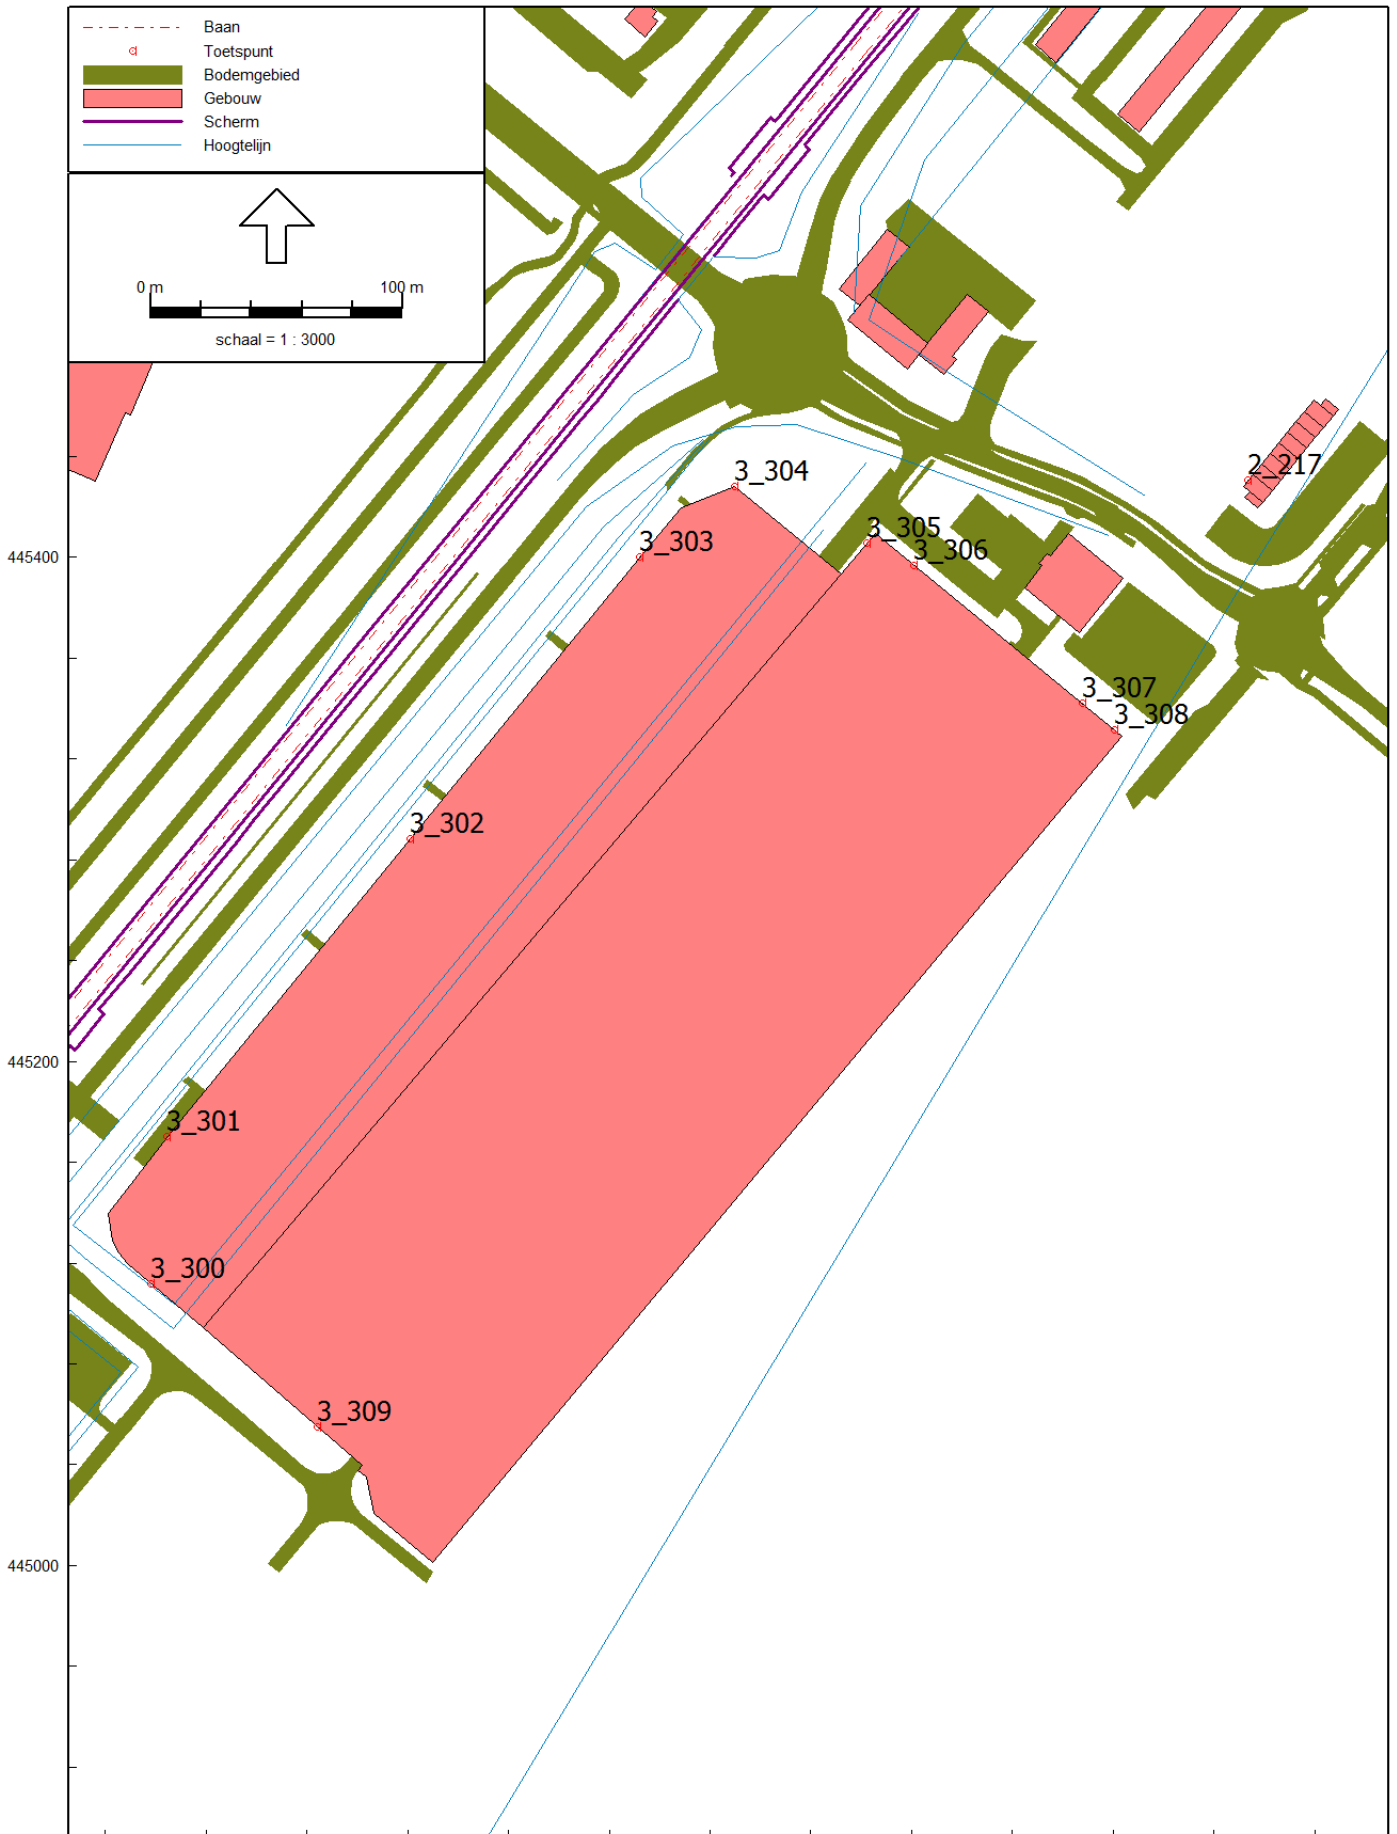 Baan
Toetspunt
Bodemgebied
Gebouw
Scherm
Hoogtelijn
0 m 100 m
schaal = 1 : 3000
2_217
3_304
3_305
3_303
3_306
445400
3_307
3_308
3_302
445200
3_301
3_300
3_309
445000